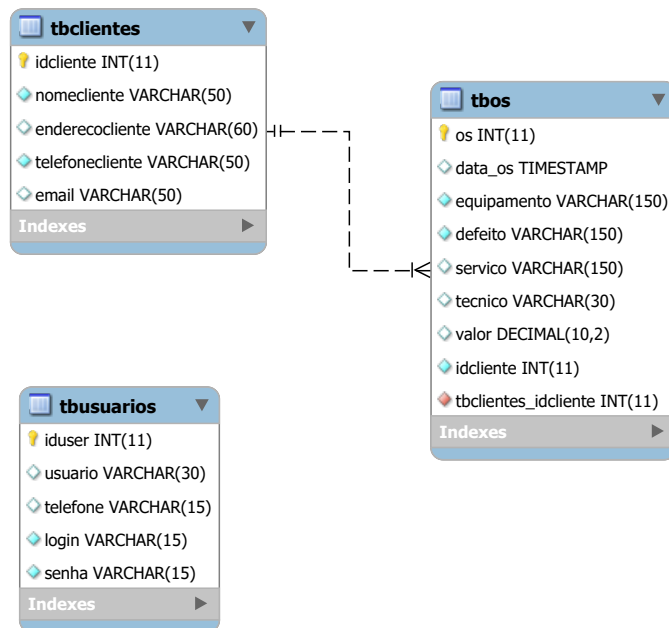 tbclientes
idcliente INT(11)
nomecliente VARCHAR(50)
enderecocliente VARCHAR(60)
telefonecliente VARCHAR(50)
email VARCHAR(50)
Indexes
tbos
os INT(11)
data_os TIMESTAMP
equipamento VARCHAR(150)
defeito VARCHAR(150)
servico VARCHAR(150)
tecnico VARCHAR(30)
valor DECIMAL(10,2)
idcliente INT(11)
tbclientes_idcliente INT(11)
Indexes
tbusuarios
iduser INT(11)
usuario VARCHAR(30)
telefone VARCHAR(15)
login VARCHAR(15)
senha VARCHAR(15)
Indexes